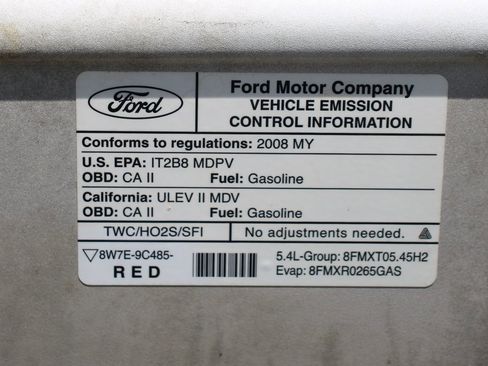 Ford
Ford Motor Company
VEHICLE EMISSION
CONTROL INFORMATION
Conforms to regulations: 2008 MY
U.S. EPA: IT2B8 MDPV
OBD: CA II Fuel: Gasoline
California: ULEV II MDV
OBD: CA II Fuel: Gasoline
TWC/HO2S/SFI No adjustments needed.
8W7E-9C485-
RED
5.4L-Group: 8FMXT05.45H2
Evap: 8FMXR0265GAS